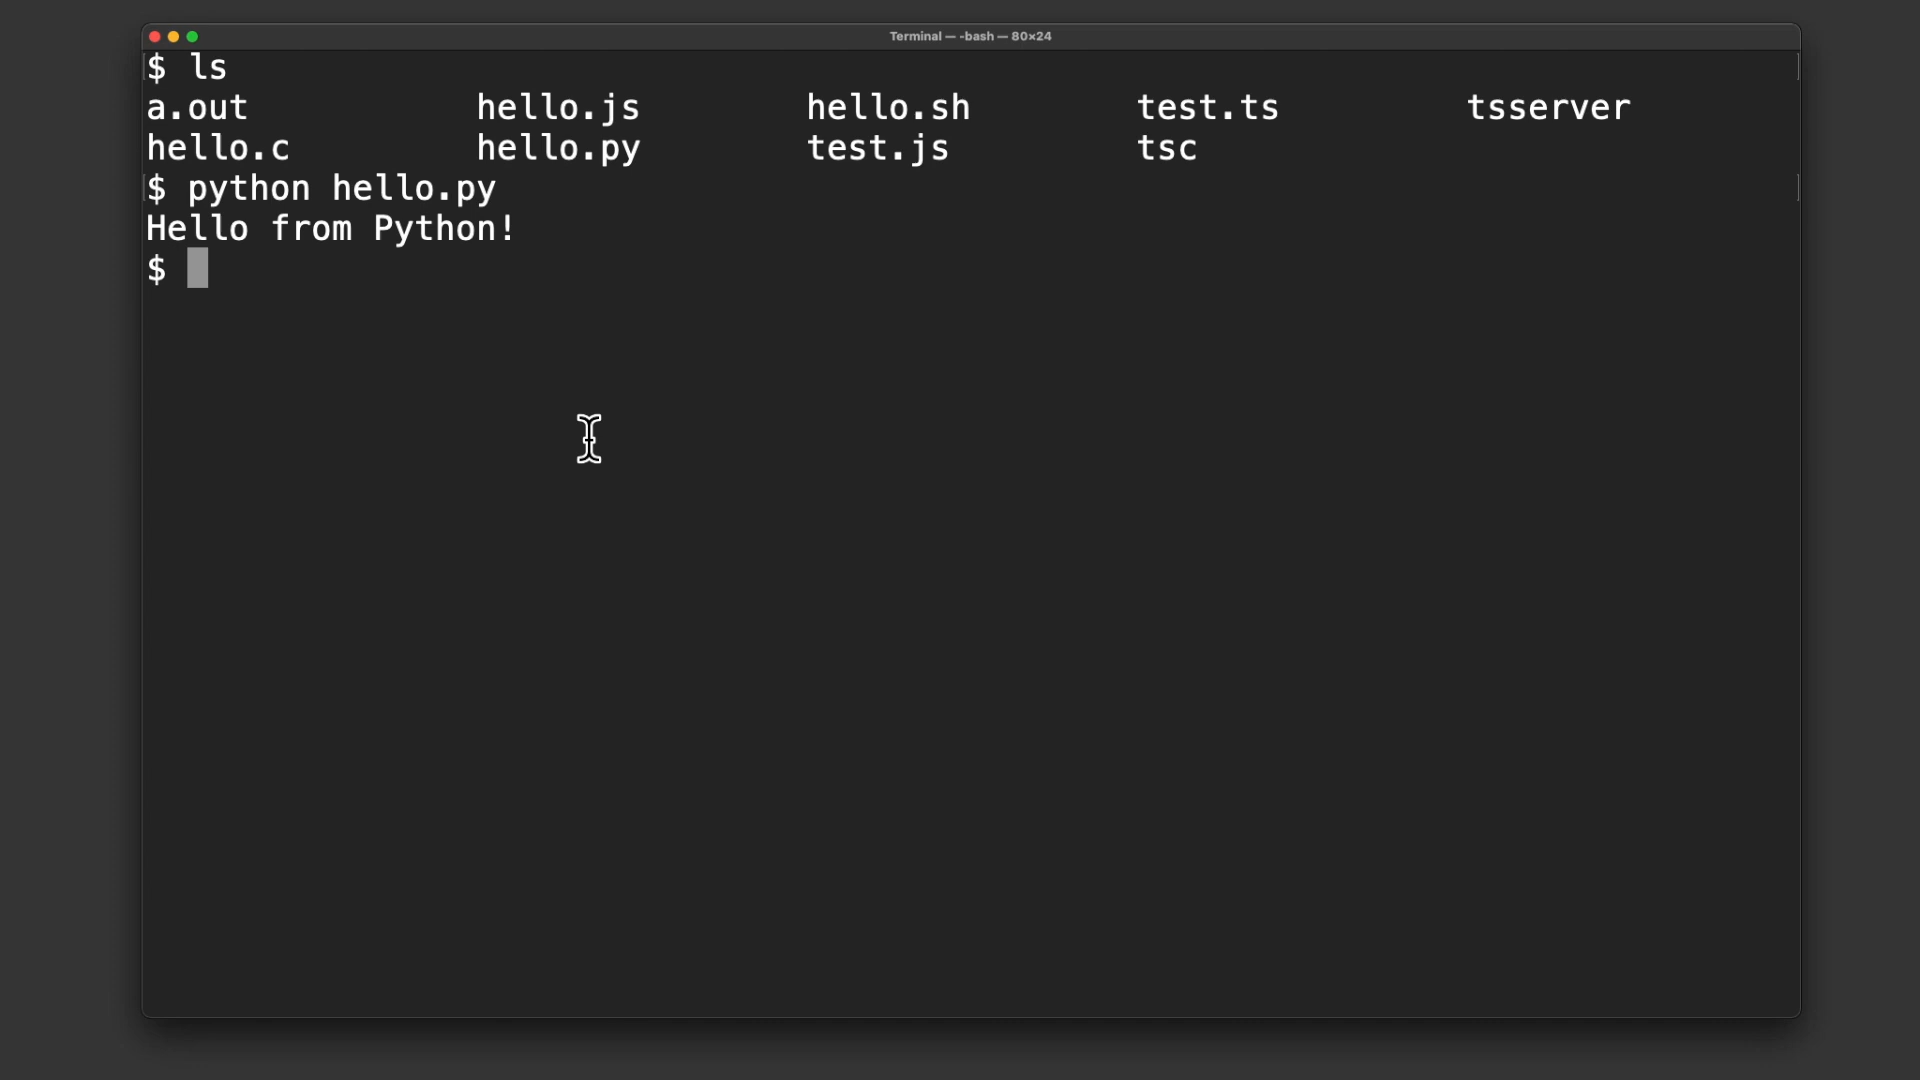 Terminal — -bash — 80×24
$ ls
a.out hello.js hello.sh test.ts tsserver
hello.c hello.py test.js tsc
$ python hello.py
Hello from Python!
$